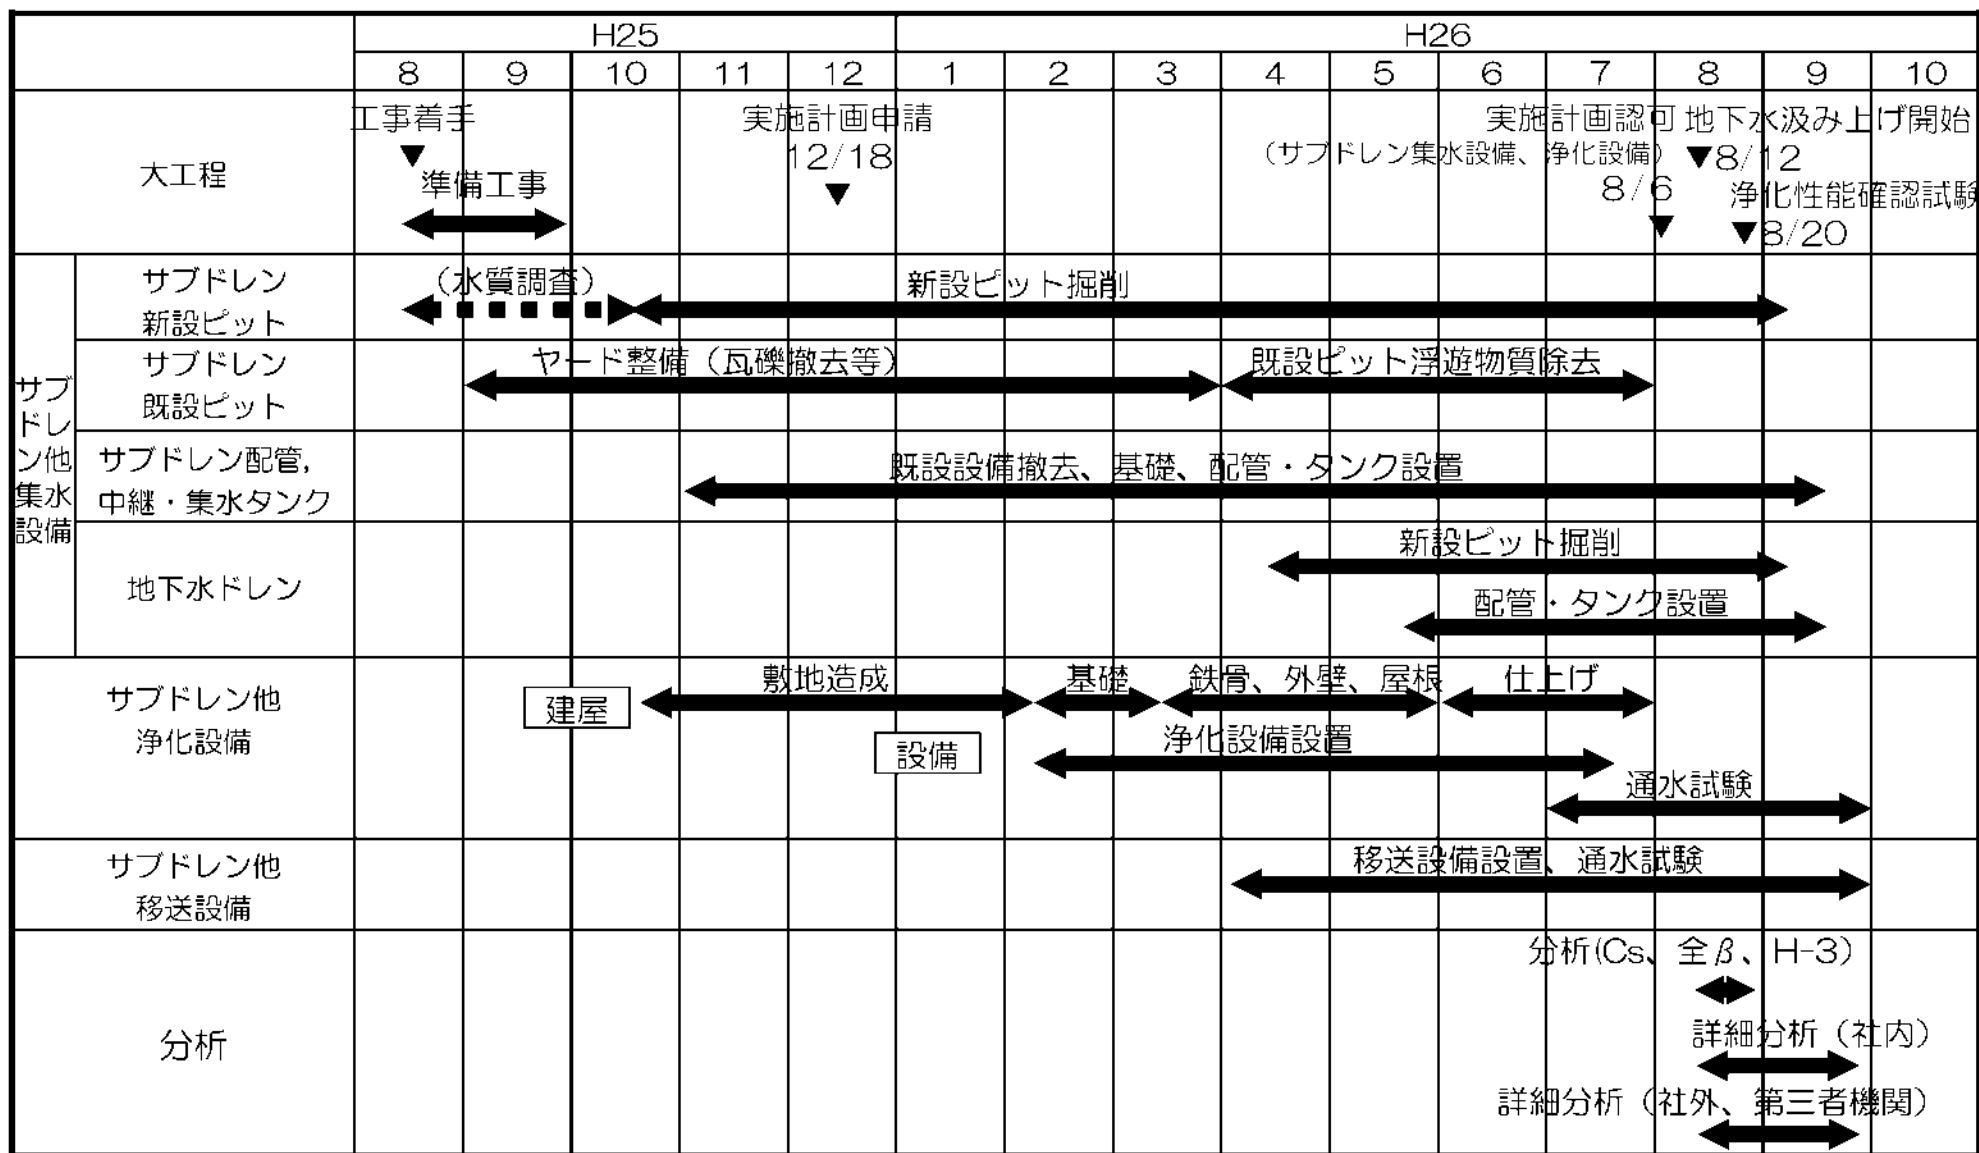 H25 H26
8 9 10 11 12 1 2 3 4 5 6 7 8 9 10
大工程
工事着手
準備工事
実施計画申請
12/18
実施計画認可
（サブドレン集水設備、浄化設備）
8/6
地下水汲み上げ開始
8/12
浄化性能確認試験
8/20
サブ
ドレ
ン他
集水
設備
サブドレン
新設ピット
（水質調査）
新設ピット掘削
サブドレン
既設ピット
ヤード整備（瓦礫撤去等）
既設ピット浮遊物質除去
サブドレン配管,
中継・集水タンク
既設設備撤去、基礎、配管・タンク設置
地下水ドレン
新設ピット掘削
配管・タンク設置
サブドレン他
浄化設備
建屋
敷地造成
基礎
鉄骨、外壁、屋根
仕上げ
設備
浄化設備設置
通水試験
サブドレン他
移送設備
移送設備設置、通水試験
分析
分析(Cs、全β、H-3)
詳細分析（社内）
詳細分析（社外、第三者機関）